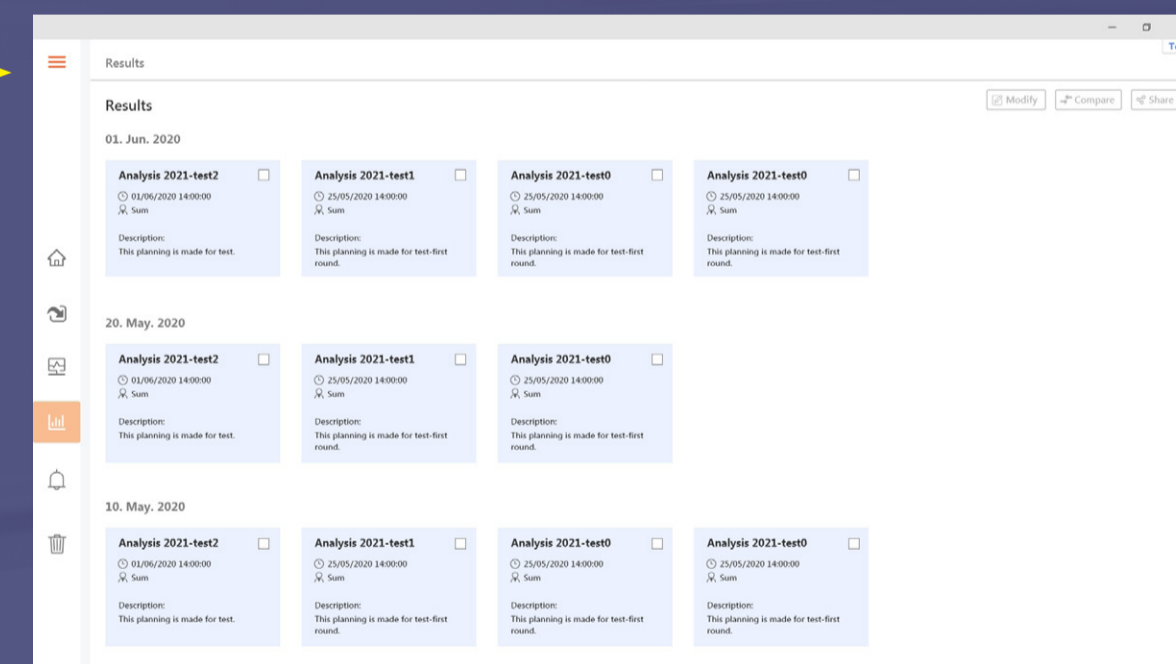 Results
Results
Modify
Compare
Share
01. Jun. 2020
Analysis 2021-test2
01/06/2020 14:00:00
Sum
Description:
This planning is made for test.
Analysis 2021-test1
25/05/2020 14:00:00
Sum
Description:
This planning is made for test-first
round.
Analysis 2021-test0
25/05/2020 14:00:00
Sum
Description:
This planning is made for test-first
round.
Analysis 2021-test0
25/05/2020 14:00:00
Sum
Description:
This planning is made for test-first
round.
20. May. 2020
Analysis 2021-test2
01/06/2020 14:00:00
Sum
Description:
This planning is made for test.
Analysis 2021-test1
25/05/2020 14:00:00
Sum
Description:
This planning is made for test-first
round.
Analysis 2021-test0
25/05/2020 14:00:00
Sum
Description:
This planning is made for test-first
round.
10. May. 2020
Analysis 2021-test2
01/06/2020 14:00:00
Sum
Description:
This planning is made for test.
Analysis 2021-test1
25/05/2020 14:00:00
Sum
Description:
This planning is made for test-first
round.
Analysis 2021-test0
25/05/2020 14:00:00
Sum
Description:
This planning is made for test-first
round.
Analysis 2021-test0
25/05/2020 14:00:00
Sum
Description:
This planning is made for test-first
round.